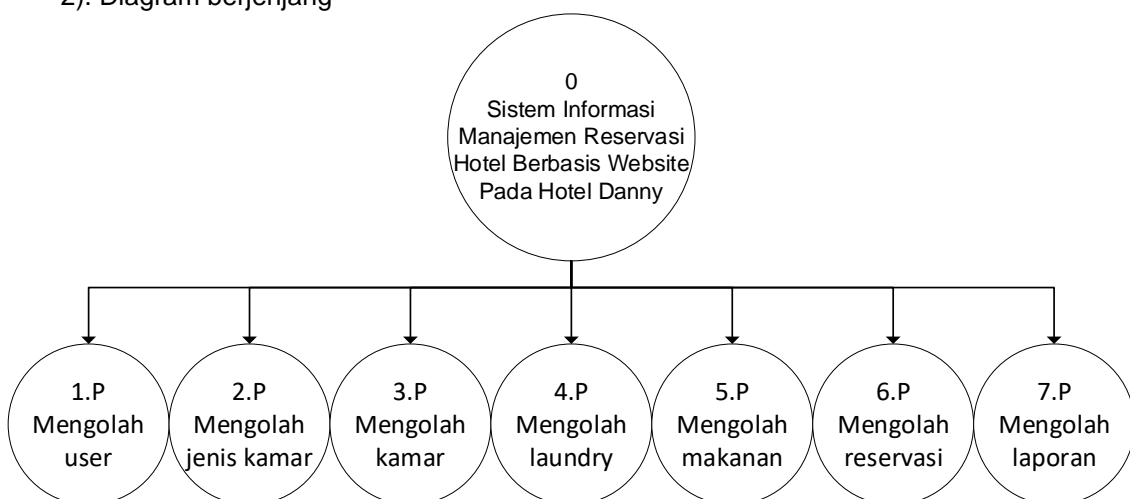 2). Diagram berjenjang
0
Sistem Informasi
Manajemen Reservasi
Hotel Berbasis Website
Pada Hotel Danny
1.P
Mengolah
user
2.P
Mengolah
jenis kamar
3.P
Mengolah
kamar
4.P
Mengolah
laundry
5.P
Mengolah
makanan
6.P
Mengolah
reservasi
7.P
Mengolah
laporan